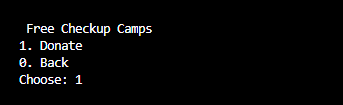 Free Checkup Camps
1. Donate
0. Back
Choose: 1